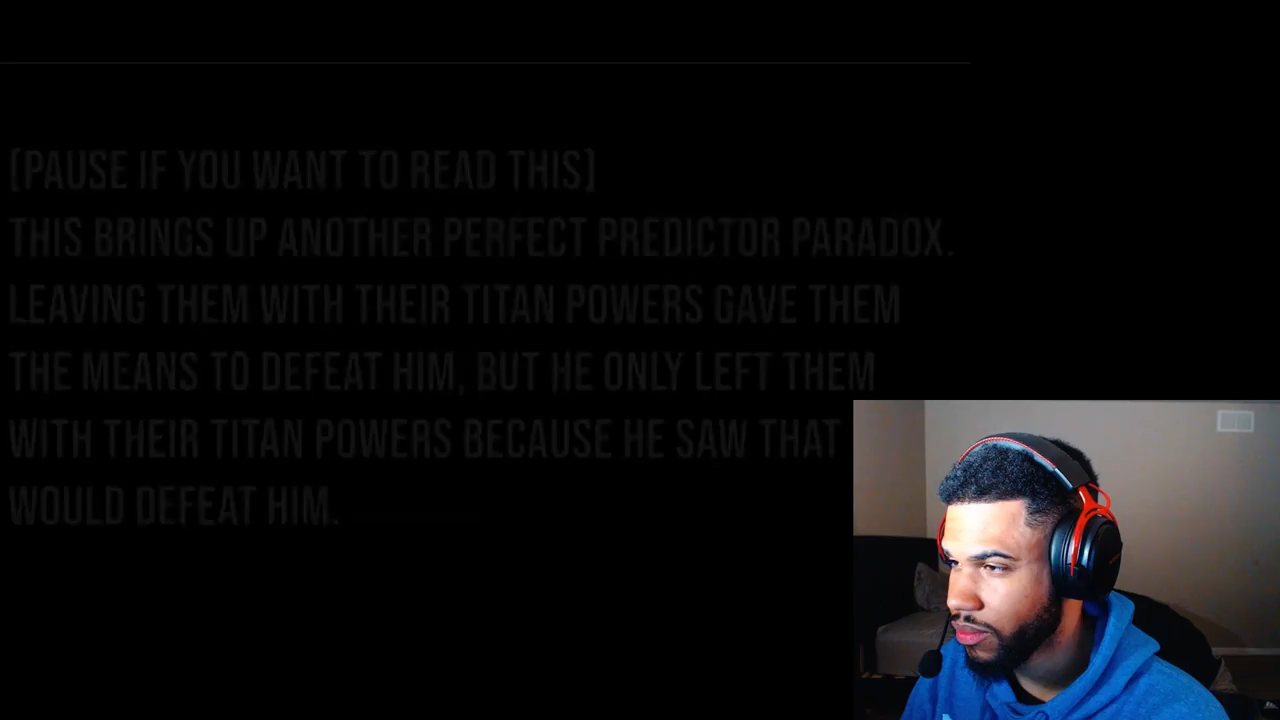 [PAUSE IF YOU WANT TO READ THIS]
THIS BRINGS UP ANOTHER PERFECT PREDICTOR PARADOX.
LEAVING THEM WITH THEIR TITAN POWERS GAVE THEM
THE MEANS TO DEFEAT HIM, BUT HE ONLY LEFT THEM
WITH THEIR TITAN POWERS BECAUSE HE SAW THAT
WOULD DEFEAT HIM.